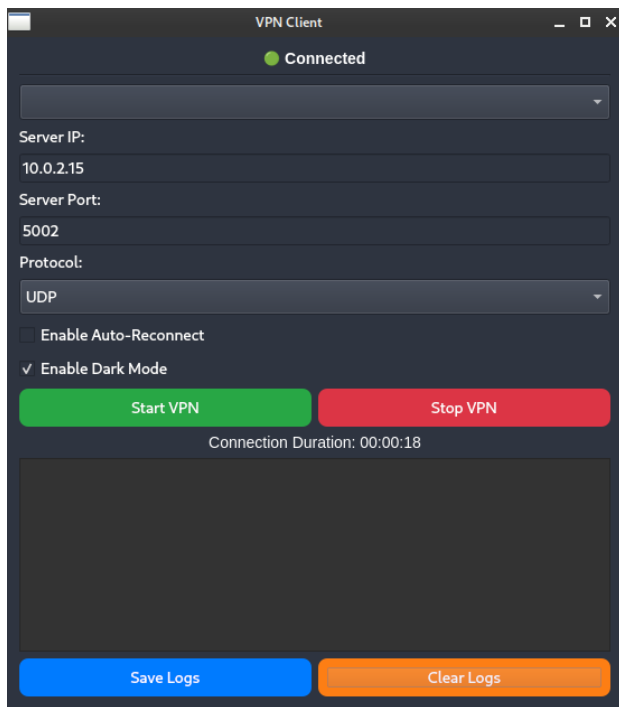 VPN Client
Connected
Server IP:
10.0.2.15
Server Port:
5002
Protocol:
UDP
Enable Auto-Reconnect
Enable Dark Mode
Start VPN Stop VPN
Connection Duration: 00:00:18
Save Logs Clear Logs